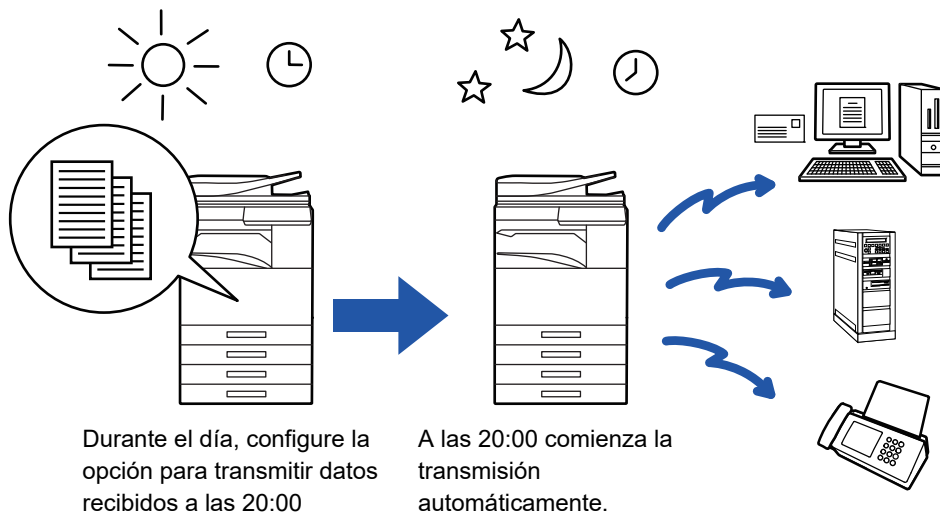 Durante el día, configure la
opción para transmitir datos
recibidos a las 20:00
A las 20:00 comienza la
transmisión
automáticamente.